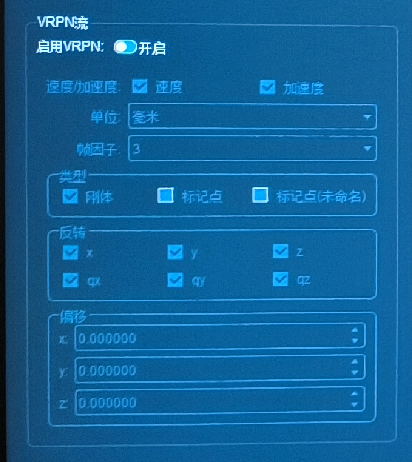 VRPN流
启用VRPN: 开启
速度/加速度: 速度 加速度
单位: 毫米
帧因子: 3
类型
刚体 标记点 标记点(未命名)
反转
x y z
qx qy qz
偏移
x: 0.000000
y: 0.000000
z: 0.000000